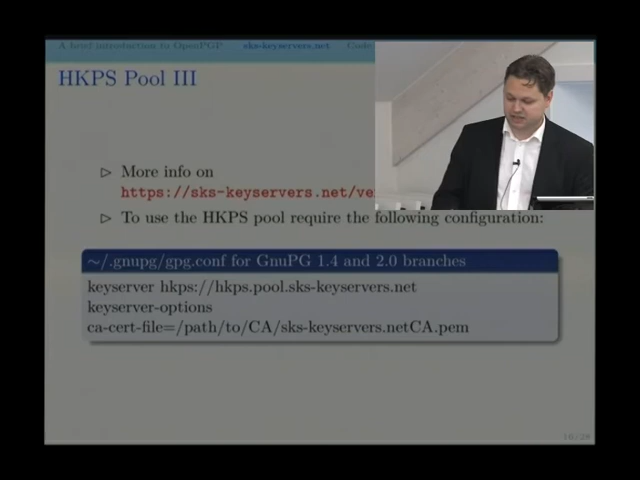 A brief introduction to OpenPGP sks-keyservers.net Code
HKPS Pool III
▷ More info on
https://sks-keyservers.net/ve
▷ To use the HKPS pool require the following configuration:
~/.gnupg/gpg.conf for GnuPG 1.4 and 2.0 branches
keyserver hkps://hkps.pool.sks-keyservers.net
keyserver-options
ca-cert-file=/path/to/CA/sks-keyservers.netCA.pem